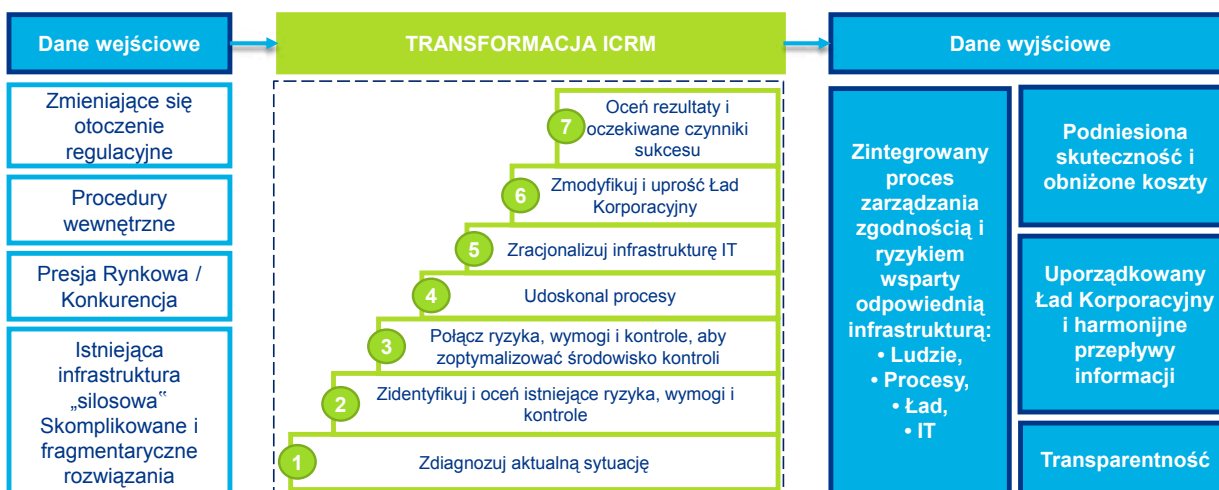 Dane wejściowe
TRANSFORMACJA ICRM
Dane wyjściowe
Zmieniające się
otoczenie
regulacyjne
Procedury
wewnętrzne
Presja Rynkowa /
Konkurencja
Istniejąca
infrastruktura
„silosowa‟
Skomplikowane i
fragmentaryczne
rozwiązania
7
Oceń rezultaty i
oczekiwane czynniki
sukcesu
6
Zmodyfikuj i uprość Ład
Korporacyjny
5
Zracjonalizuj infrastrukturę IT
4
Udoskonal procesy
3
Połącz ryzyka, wymogi i kontrole, aby
zoptymalizować środowisko kontroli
2
Zidentyfikuj i oceń istniejące ryzyka, wymogi i
kontrole
1
Zdiagnozuj aktualną sytuację
Zintegrowany
proces
zarządzania
zgodnością i
ryzykiem
wsparty
odpowiednią
infrastrukturą:
• Ludzie,
• Procesy,
• Ład,
• IT
Podniesiona
skuteczność i
obniżone koszty
Uporządkowany
Ład Korporacyjny
i harmonijne
przepływy
informacji
Transparentność